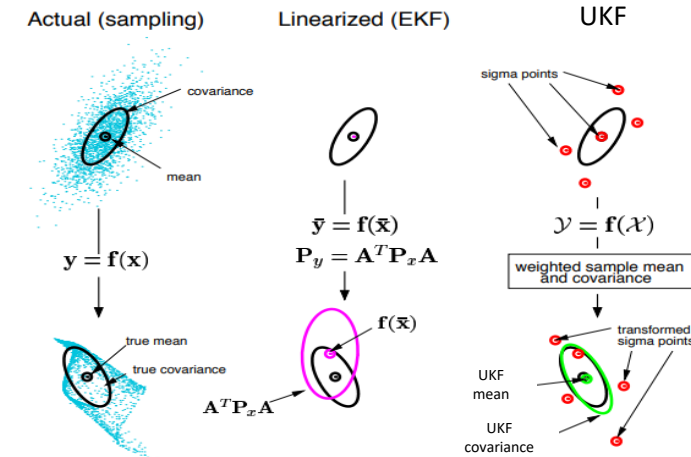 Actual (sampling)
covariance
mean
y = f(x)
true mean
true covariance
Linearized (EKF)
ȳ = f(x̄)
P_y = A^T P_x A
f(x̄)
A^T P_x A
UKF
sigma points
𝒴 = f(𝒳)
weighted sample mean
and covariance
transformed
sigma points
UKF
mean
UKF
covariance